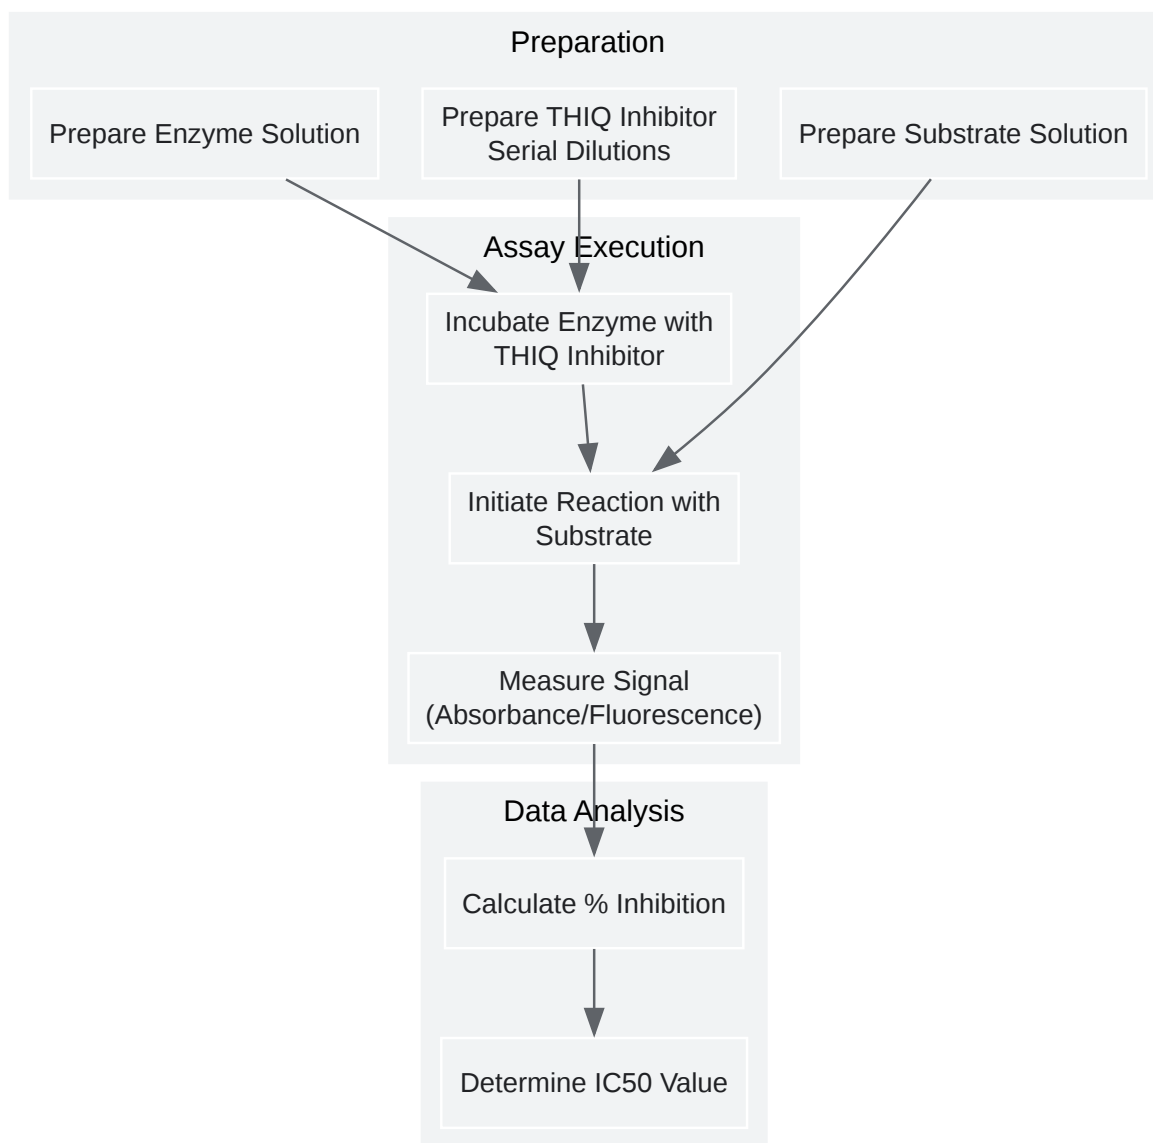 Preparation
Prepare Enzyme Solution
Prepare THIQ Inhibitor
Serial Dilutions
Prepare Substrate Solution
Assay Execution
Incubate Enzyme with
THIQ Inhibitor
Initiate Reaction with
Substrate
Measure Signal
(Absorbance/Fluorescence)
Data Analysis
Calculate % Inhibition
Determine IC50 Value